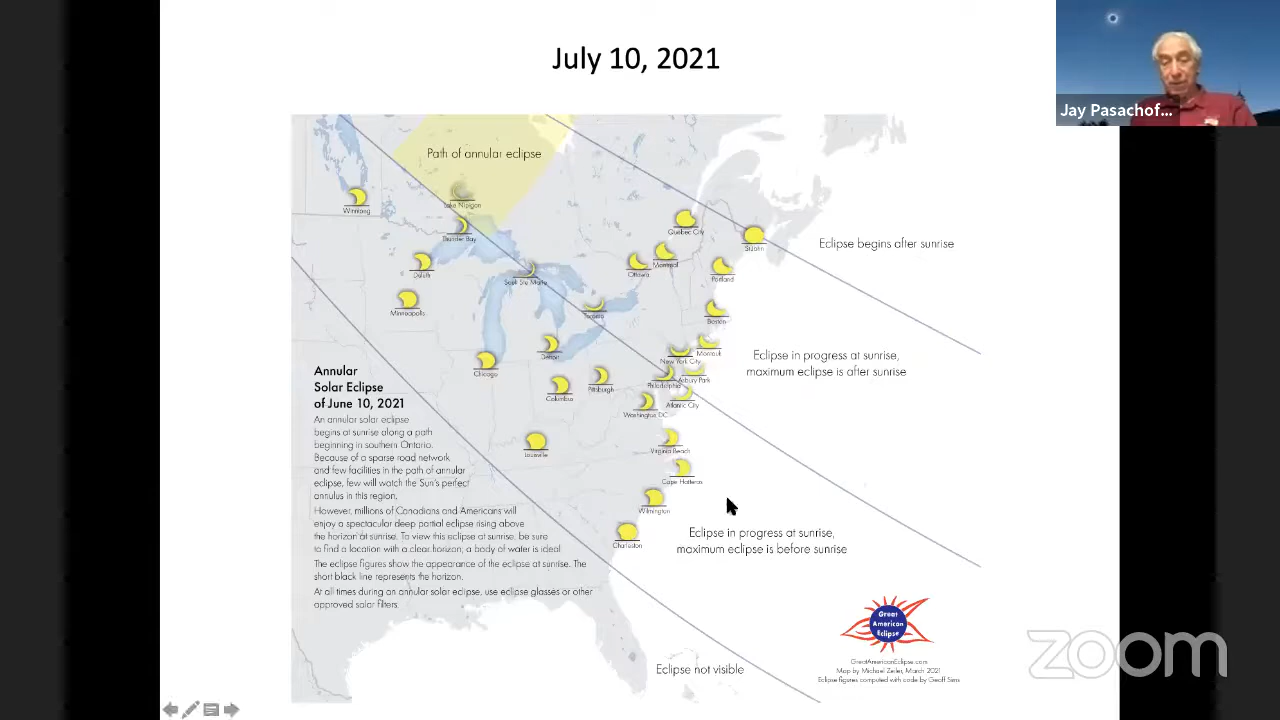 July 10, 2021
Jay Pasachof...
Path of annular eclipse
Winnipeg
Lake Nipigon
Thunder Bay
Quebec City
St John
Eclipse begins after sunrise
Duluth
Sault Ste Marie
Ottawa
Montreal
Portland
Minneapolis
Toronto
Boston
Detroit
Chicago
New York City
Montauk
Eclipse in progress at sunrise,
maximum eclipse is after sunrise
Columbus
Pittsburgh
Philadelphia
Asbury Park
Washington DC
Atlantic City
Annular
Solar Eclipse
of June 10, 2021
An annular solar eclipse
begins at sunrise along a path
beginning in southern Ontario.
Because of a sparse road network
and few facilities in the path of annular
eclipse, few will watch the Sun's perfect
annulus in this region.
However, millions of Canadians and Americans will
enjoy a spectacular deep partial eclipse rising above
the horizon at sunrise. To view this eclipse at sunrise, be sure
to find a location with a clear horizon; a body of water is ideal.
The eclipse figures show the appearance of the eclipse at sunrise. The
short black line represents the horizon.
At all times during an annular solar eclipse, use eclipse glasses or other
approved solar filters.
Louisville
Virginia Beach
Cape Hatteras
Wilmington
Charleston
Eclipse in progress at sunrise,
maximum eclipse is before sunrise
Eclipse not visible
Great
American
Eclipse
GreatAmericanEclipse.com
Map by Michael Zeiler, March 2021
Eclipse figures computed with code by Geoff Sims
zoom